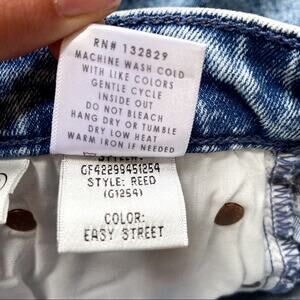 RN# 132829
MACHINE WASH COLD
WITH LIKE COLORS
GENTLE CYCLE
INSIDE OUT
DO NOT BLEACH
HANG DRY OR TUMBLE
DRY LOW HEAT
WARM IRON IF NEEDED
CF42298451254
STYLE: REED
(G1254)
COLOR:
EASY STREET